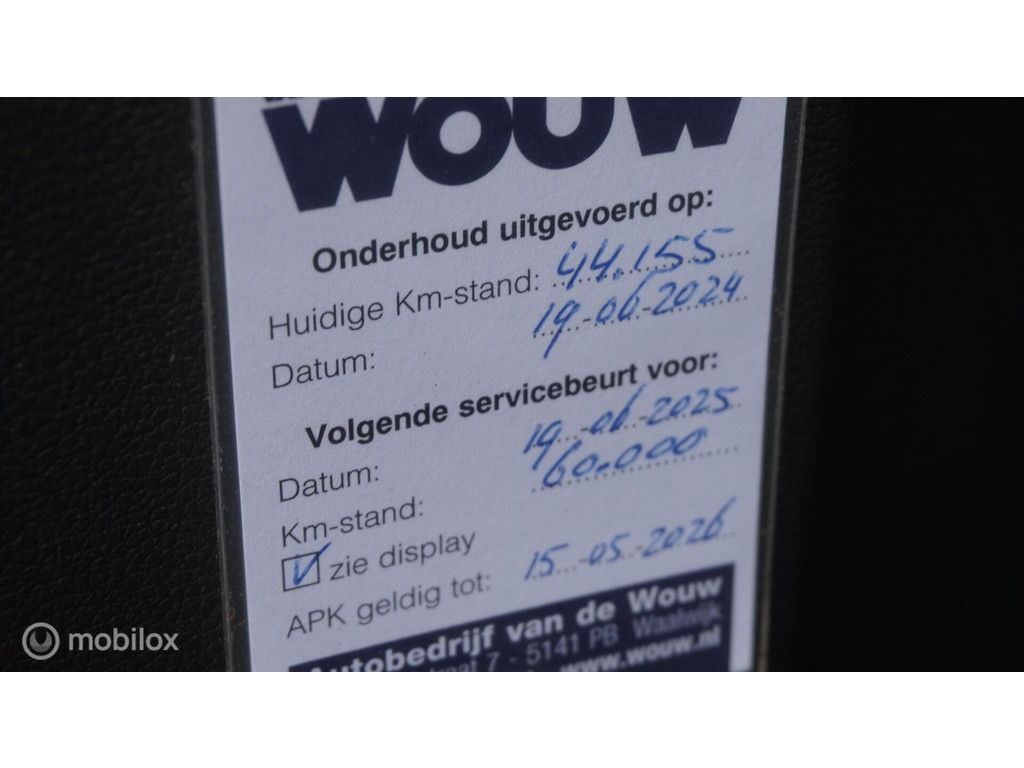 WOUW
Onderhoud uitgevoerd op:
Huidige Km-stand: 44.155
Datum: 19-06-2024
Volgende servicebeurt voor:
Datum: 19-06-2025
Km-stand: 60.000
zie display
APK geldig tot: 15-05-2026
Autobedrijf van de Wouw
7 - 5141 PB Waalwijk
www.wouw.nl
mobilox